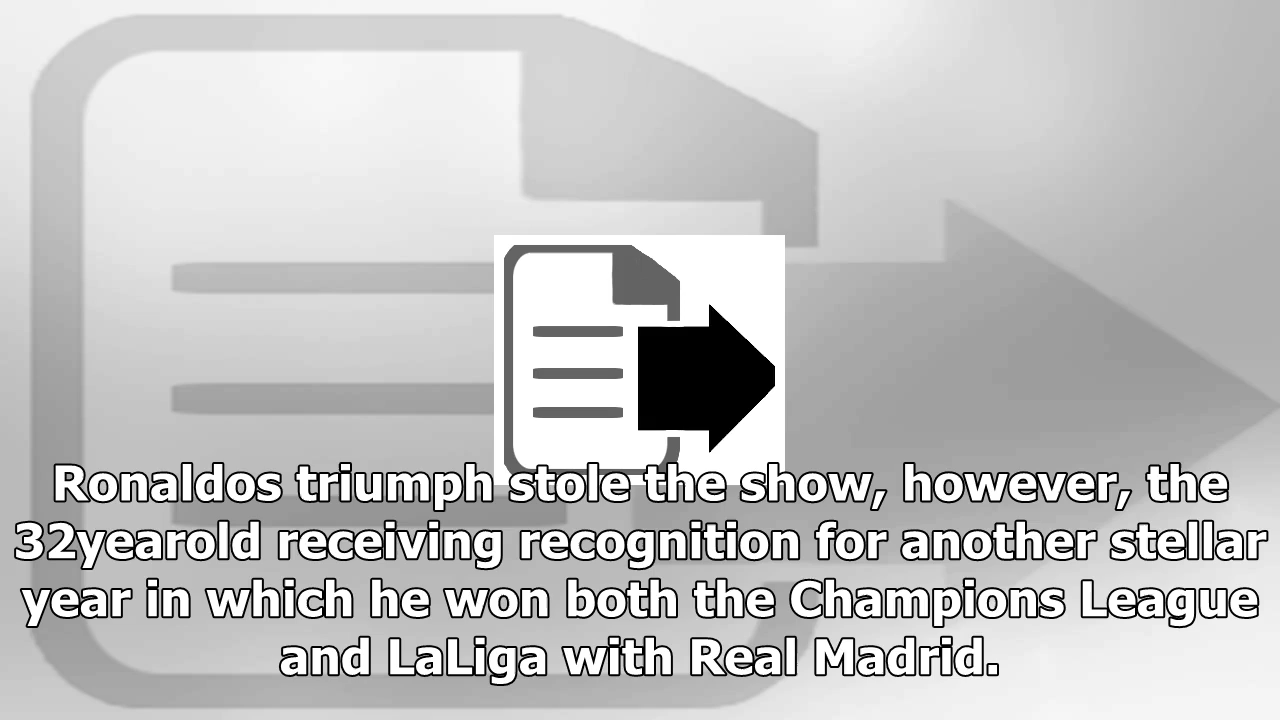 Ronaldos triumph stole the show, however, the
32yearold receiving recognition for another stellar
year in which he won both the Champions League
and LaLiga with Real Madrid.